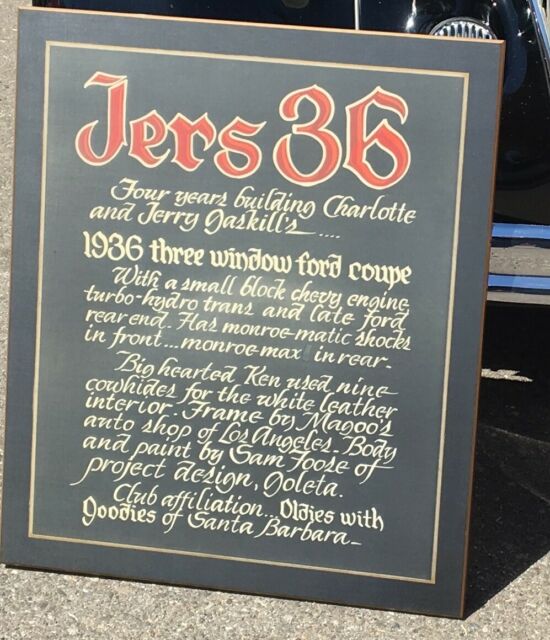 Jers 36
Four years building Charlotte
and Jerry Gaskill's ....
1936 three window ford coupe
With a small block chevy engine,
turbo-hydro trans and late ford
rear end. Has monroe-matic shocks
in front...monroe max in rear.
Big hearted Ken used nine
cowhides for the white leather
interior. Frame by Magoo's
auto shop of Los Angeles. Body
and paint by Sam Foose of
project design, Goleta.
Club affiliation... Oldies with
Goodies of Santa Barbara_